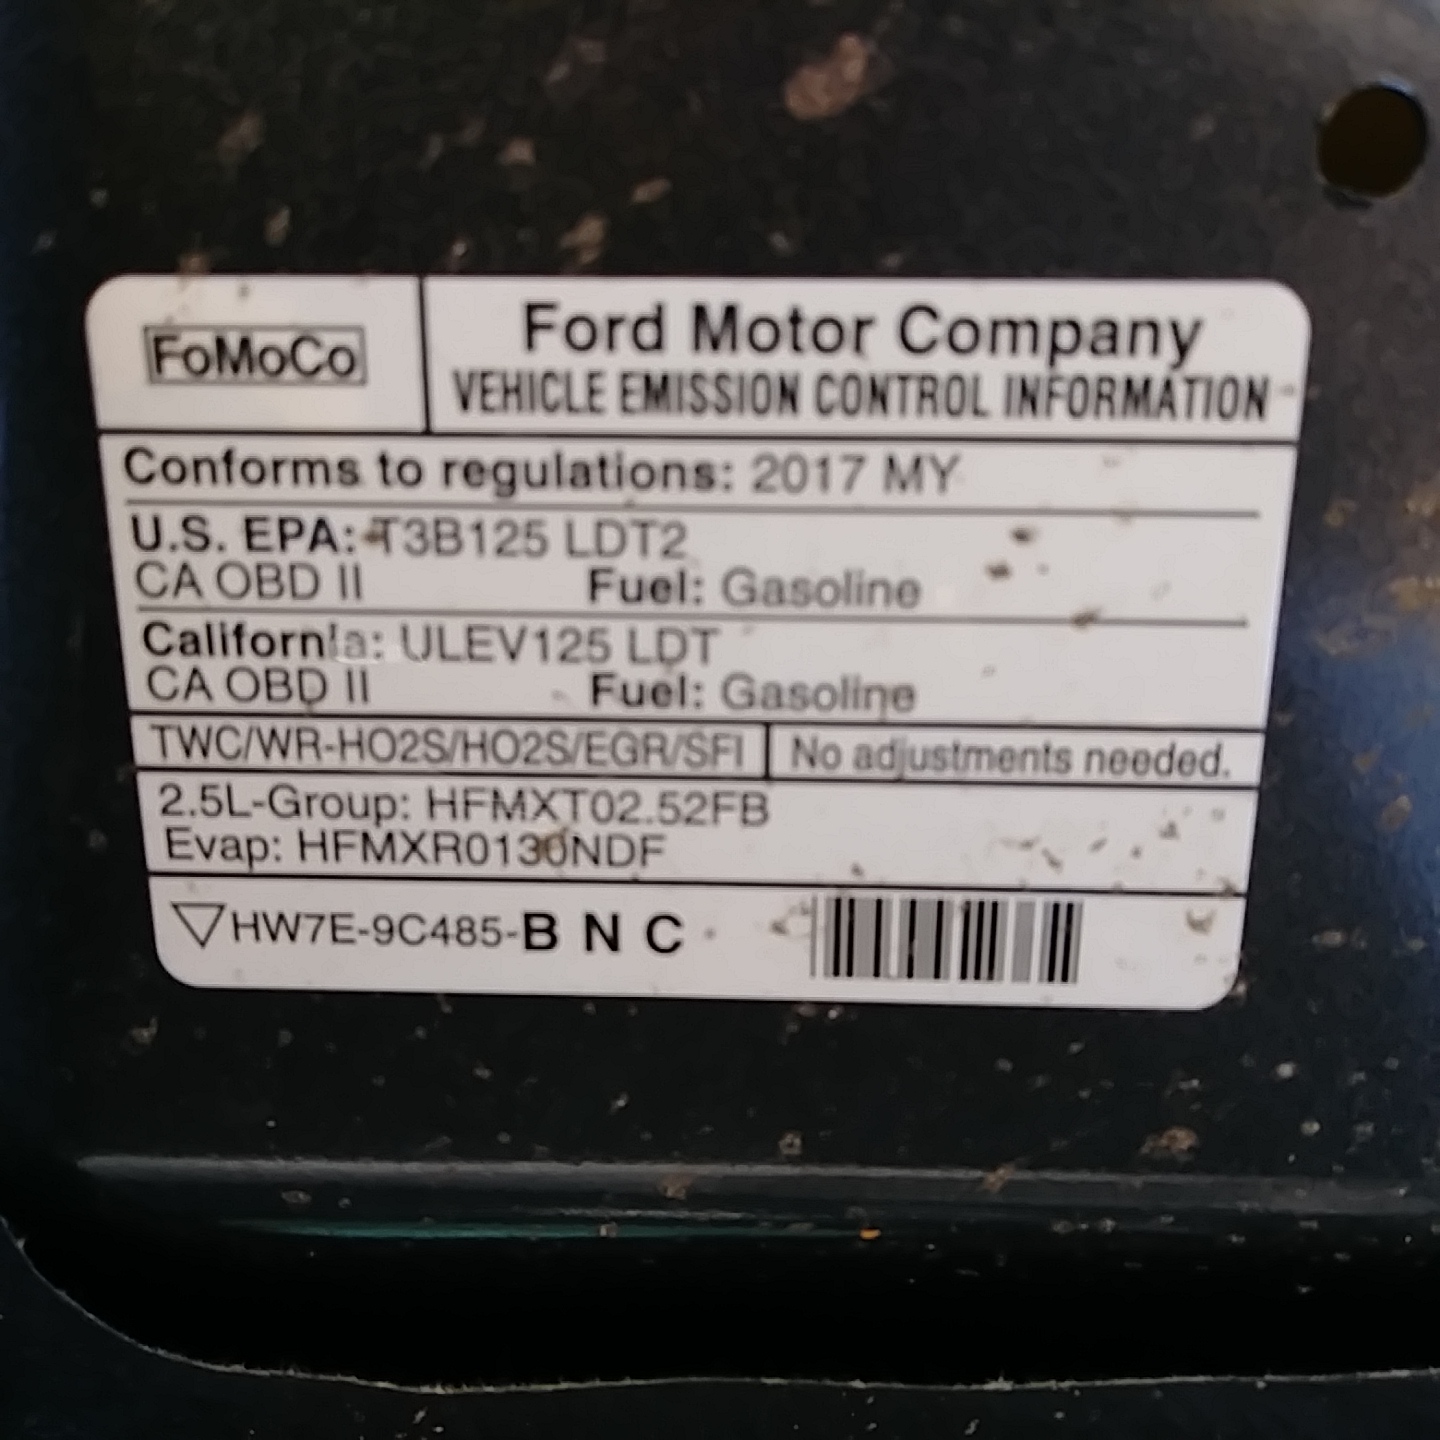 FoMoCo
Ford Motor Company
VEHICLE EMISSION CONTROL INFORMATION
Conforms to regulations: 2017 MY
U.S. EPA: T3B125 LDT2
CA OBD II Fuel: Gasoline
California: ULEV125 LDT
CA OBD II Fuel: Gasoline
TWC/WR-HO2S/HO2S/EGR/SFI No adjustments needed.
2.5L-Group: HFMXT02.52FB
Evap: HFMXR0130NDF
HW7E-9C485-B N C